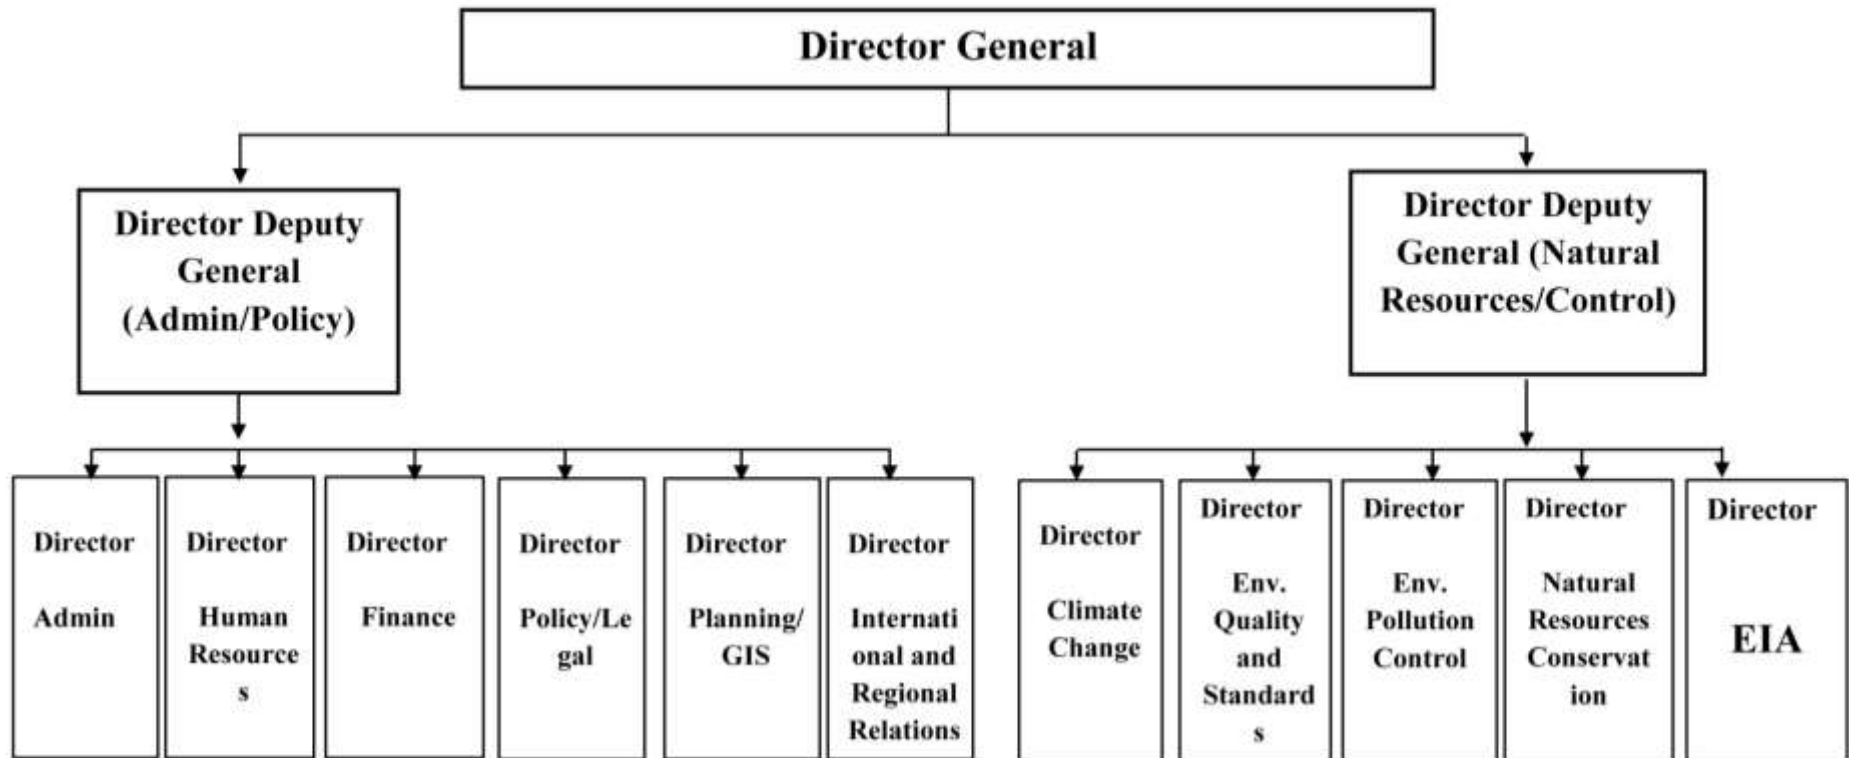 Director General
Director Deputy
General
(Admin/Policy)
Director Deputy
General (Natural
Resources/Control)
Director
Admin
Director
Human
Resource
s
Director
Finance
Director
Policy/Le
gal
Director
Planning/
GIS
Director
Internati
onal and
Regional
Relations
Director
Climate
Change
Director
Env.
Quality
and
Standard
s
Director
Env.
Pollution
Control
Director
Natural
Resources
Conservat
ion
Director
EIA